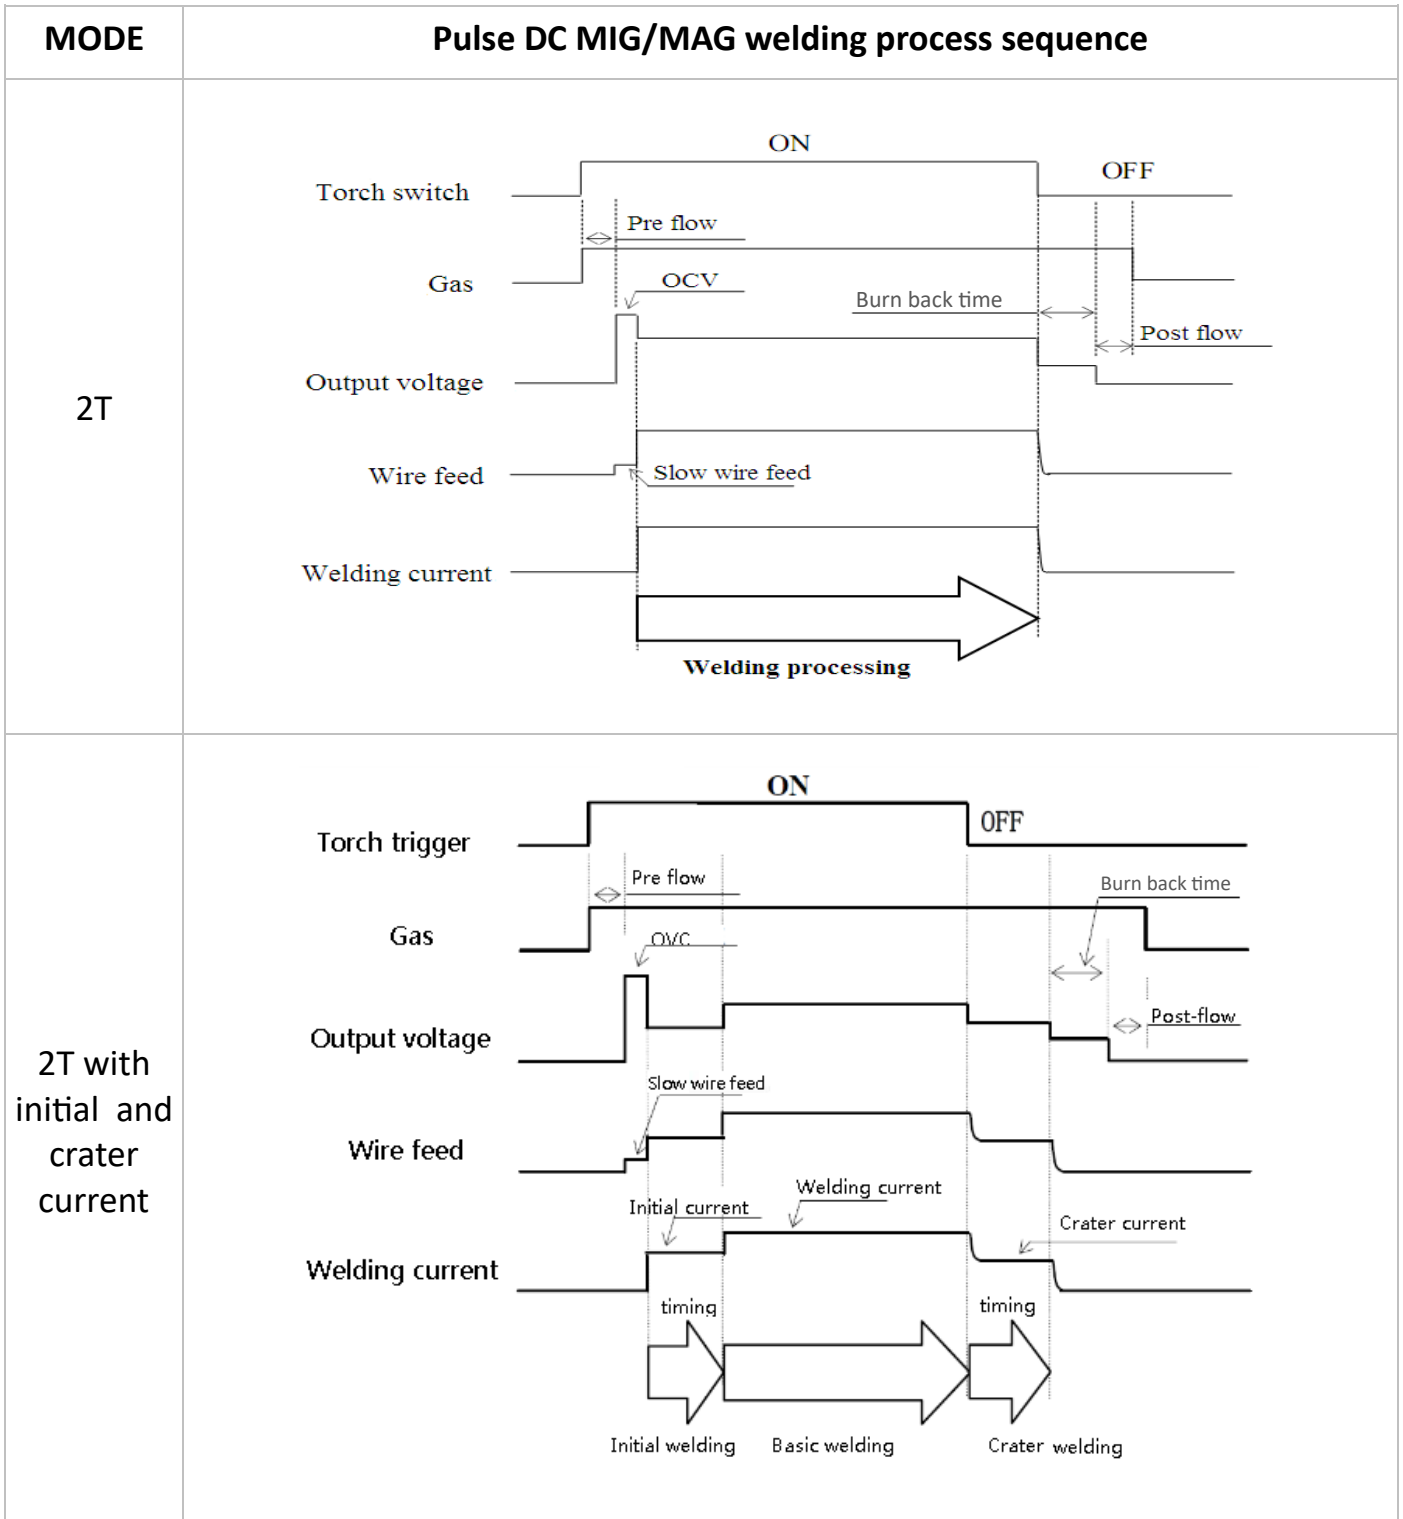 MODE
Pulse DC MIG/MAG welding process sequence
2T
ON
OFF
Torch switch
Pre flow
Gas
OCV
Burn back time
Post flow
Output voltage
Wire feed
Slow wire feed
Welding current
Welding processing
2T with
initial and
crater
current
ON
OFF
Torch trigger
Pre flow
Burn back time
Gas
OVC
Post-flow
Output voltage
Slow wire feed
Wire feed
Welding current
Initial current
Crater current
Welding current
timing
timing
Initial welding
Basic welding
Crater welding